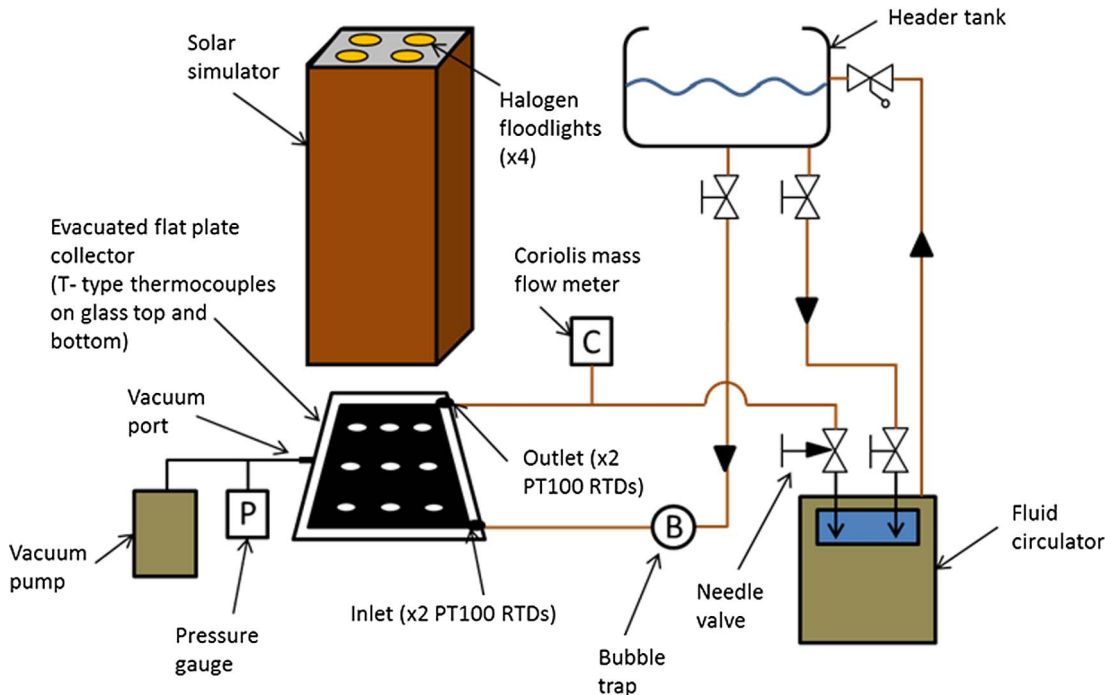 Solar
simulator
Halogen
floodlights
(x4)
Header tank
Evacuated flat plate
collector
(T- type thermocouples
on glass top and
bottom)
Coriolis mass
flow meter
C
Vacuum
port
Outlet (x2
PT100 RTDs)
P
B
Vacuum
pump
Pressure
gauge
Inlet (x2 PT100 RTDs)
Bubble
trap
Needle
valve
Fluid
circulator